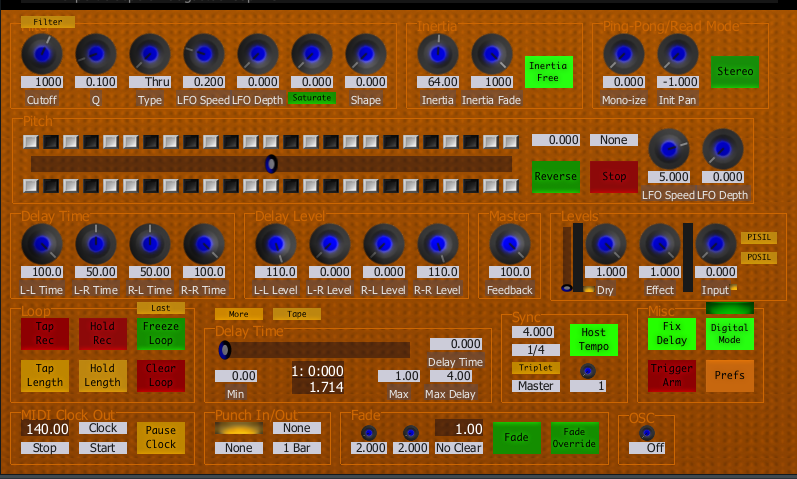 Filter
Inertia
Ping-Pong/Read Mode
1000 0.100 Thru 0.200 0.000 0.000 0.000
Cutoff Q Type LFO Speed LFO Depth Saturate Shape
64.00 1000
Inertia Inertia Fade
Inertia
Free
0.000 -1.000
Mono-ize Init Pan
Stereo
Pitch
0.000 None
Reverse Stop
5.000 0.000
LFO Speed LFO Depth
Delay Time
100.0 50.00 50.00 100.0
L-L Time L-R Time R-L Time R-R Time
Delay Level
110.0 0.000 0.000 110.0
L-L Level L-R Level R-L Level R-R Level
Master
100.0
Feedback
Levels
1.000 1.000 0.000
Dry Effect Input
PISIL
POSIL
Loop
Last
Tap
Rec
Hold
Rec
Freeze
Loop
Tap
Length
Hold
Length
Clear
Loop
More Tape
Delay Time
0.000
Delay Time
0.00
Min
1: 0:000
1.714
1.00
Max
4.00
Max Delay
Sync
4.000
1/4
Triplet
Master
Host
Tempo
1
Misc
Fix
Delay
Digital
Mode
Trigger
Arm
Prefs
MIDI Clock Out
140.00 Clock
Stop Start
Pause
Clock
Punch In/Out
None
None 1 Bar
Fade
2.000 2.000
1.00
No Clear
Fade
Fade
Override
OSC
Off